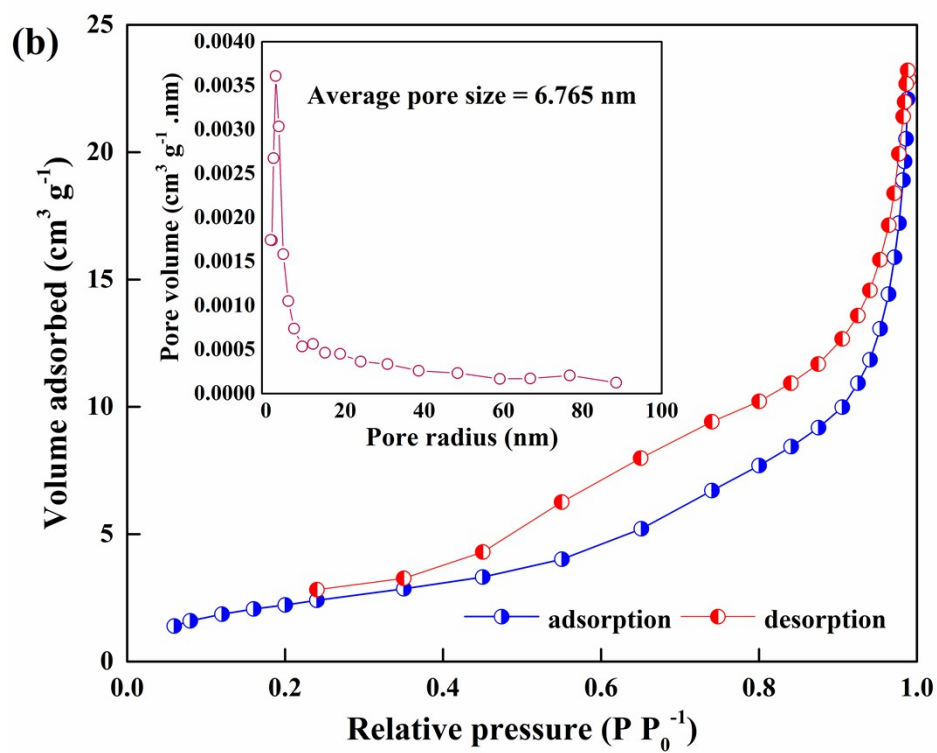 (b)
25
20
15
10
5
0
Volume adsorbed (cm³ g⁻¹)
0.0 0.2 0.4 0.6 0.8 1.0
Relative pressure (P P₀⁻¹)
adsorption desorption
0.0040
0.0035
0.0030
0.0025
0.0020
0.0015
0.0010
0.0005
0.0000
Pore volume (cm³ g⁻¹ .nm)
Average pore size = 6.765 nm
0 20 40 60 80 100
Pore radius (nm)